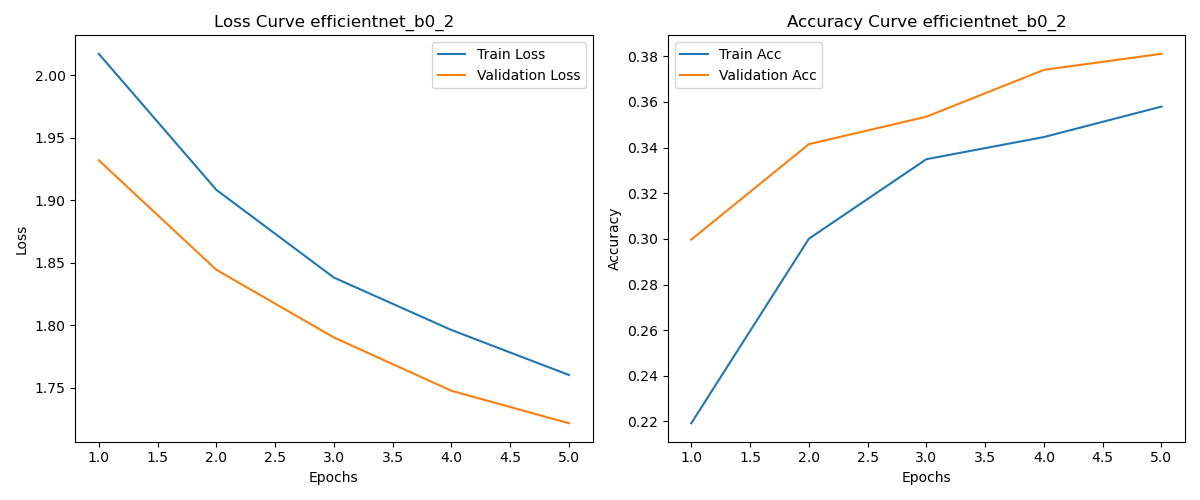 Loss Curve efficientnet_b0_2
Train Loss
Validation Loss
2.00
1.95
1.90
1.85
1.80
1.75
Loss
1.0 1.5 2.0 2.5 3.0 3.5 4.0 4.5 5.0
Epochs
Accuracy Curve efficientnet_b0_2
Train Acc
Validation Acc
0.38
0.36
0.34
0.32
0.30
0.28
0.26
0.24
0.22
Accuracy
1.0 1.5 2.0 2.5 3.0 3.5 4.0 4.5 5.0
Epochs